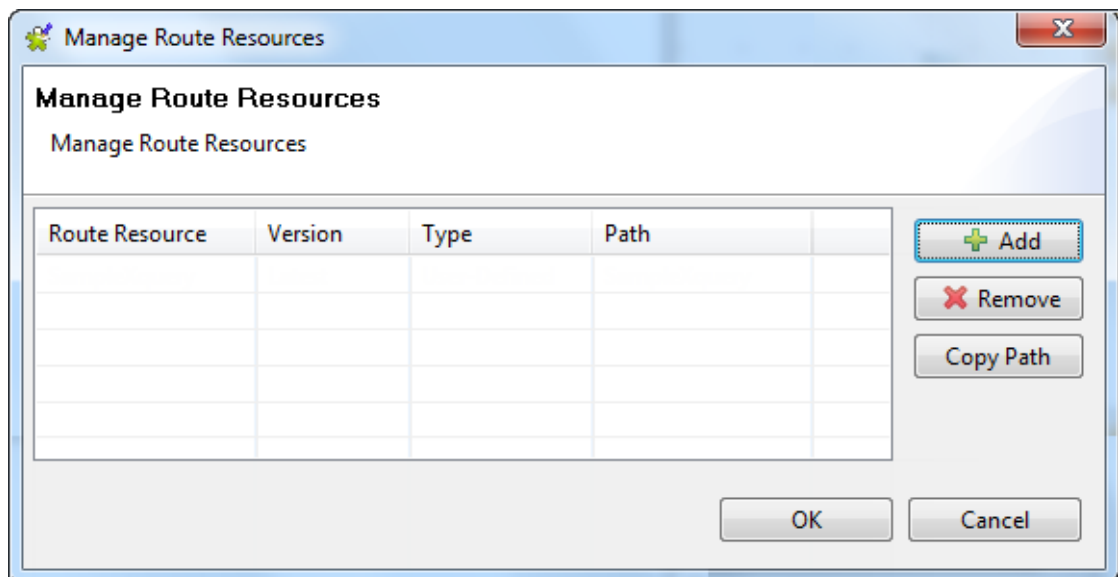 Manage Route Resources
Manage Route Resources
Manage Route Resources
Route Resource Version Type Path
Add
Remove
Copy Path
OK Cancel